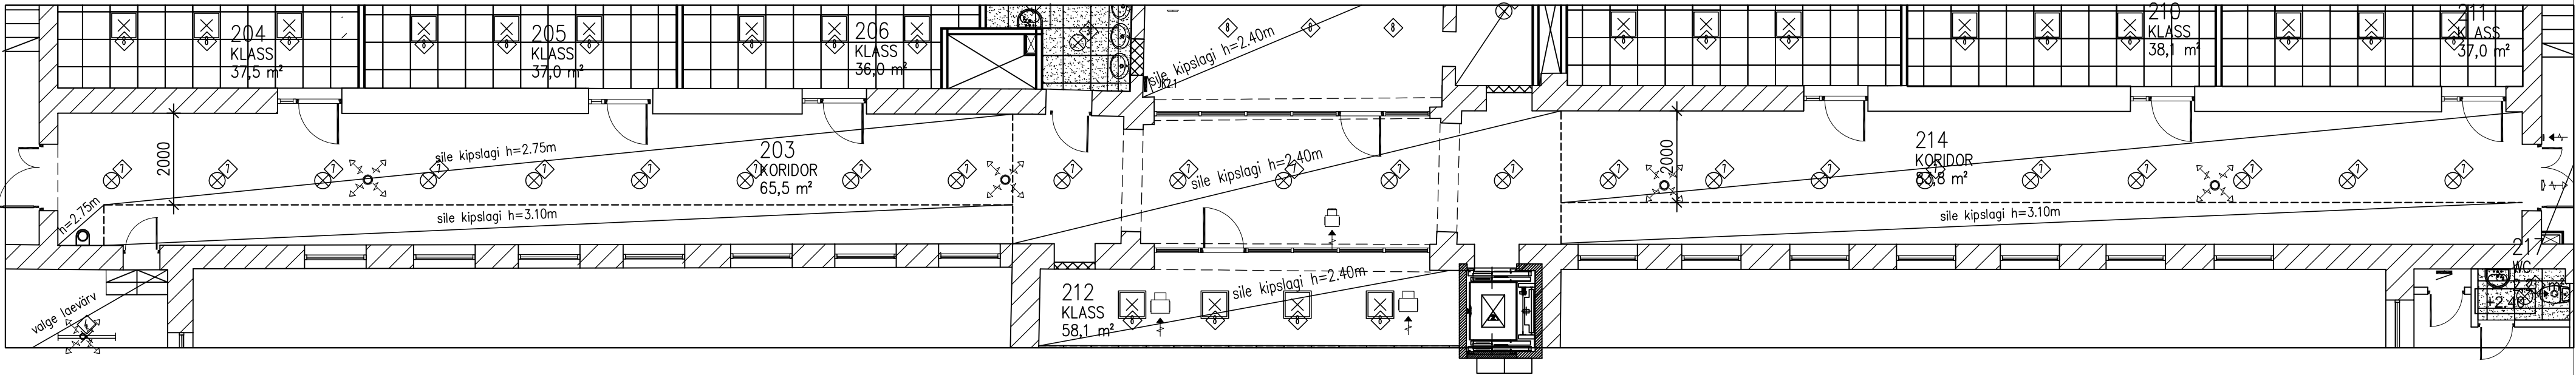 204
KLASS
37,5 m²
205
KLASS
37,0 m²
206
KLASS
36,0 m²
sile kipslagi h=2.40m
210
KLASS
38,1 m²
211
KLASS
37,0 m²
2000
sile kipslagi h=2.75m
203
KORIDOR
65,5 m²
sile kipslagi h=2.40m
2000
214
KORIDOR
h=2.75m
sile kipslagi h=3.10m
sile kipslagi h=3.10m
valge laevärv
212
KLASS
58,1 m²
sile kipslagi h=2.40m
WC
+2,40